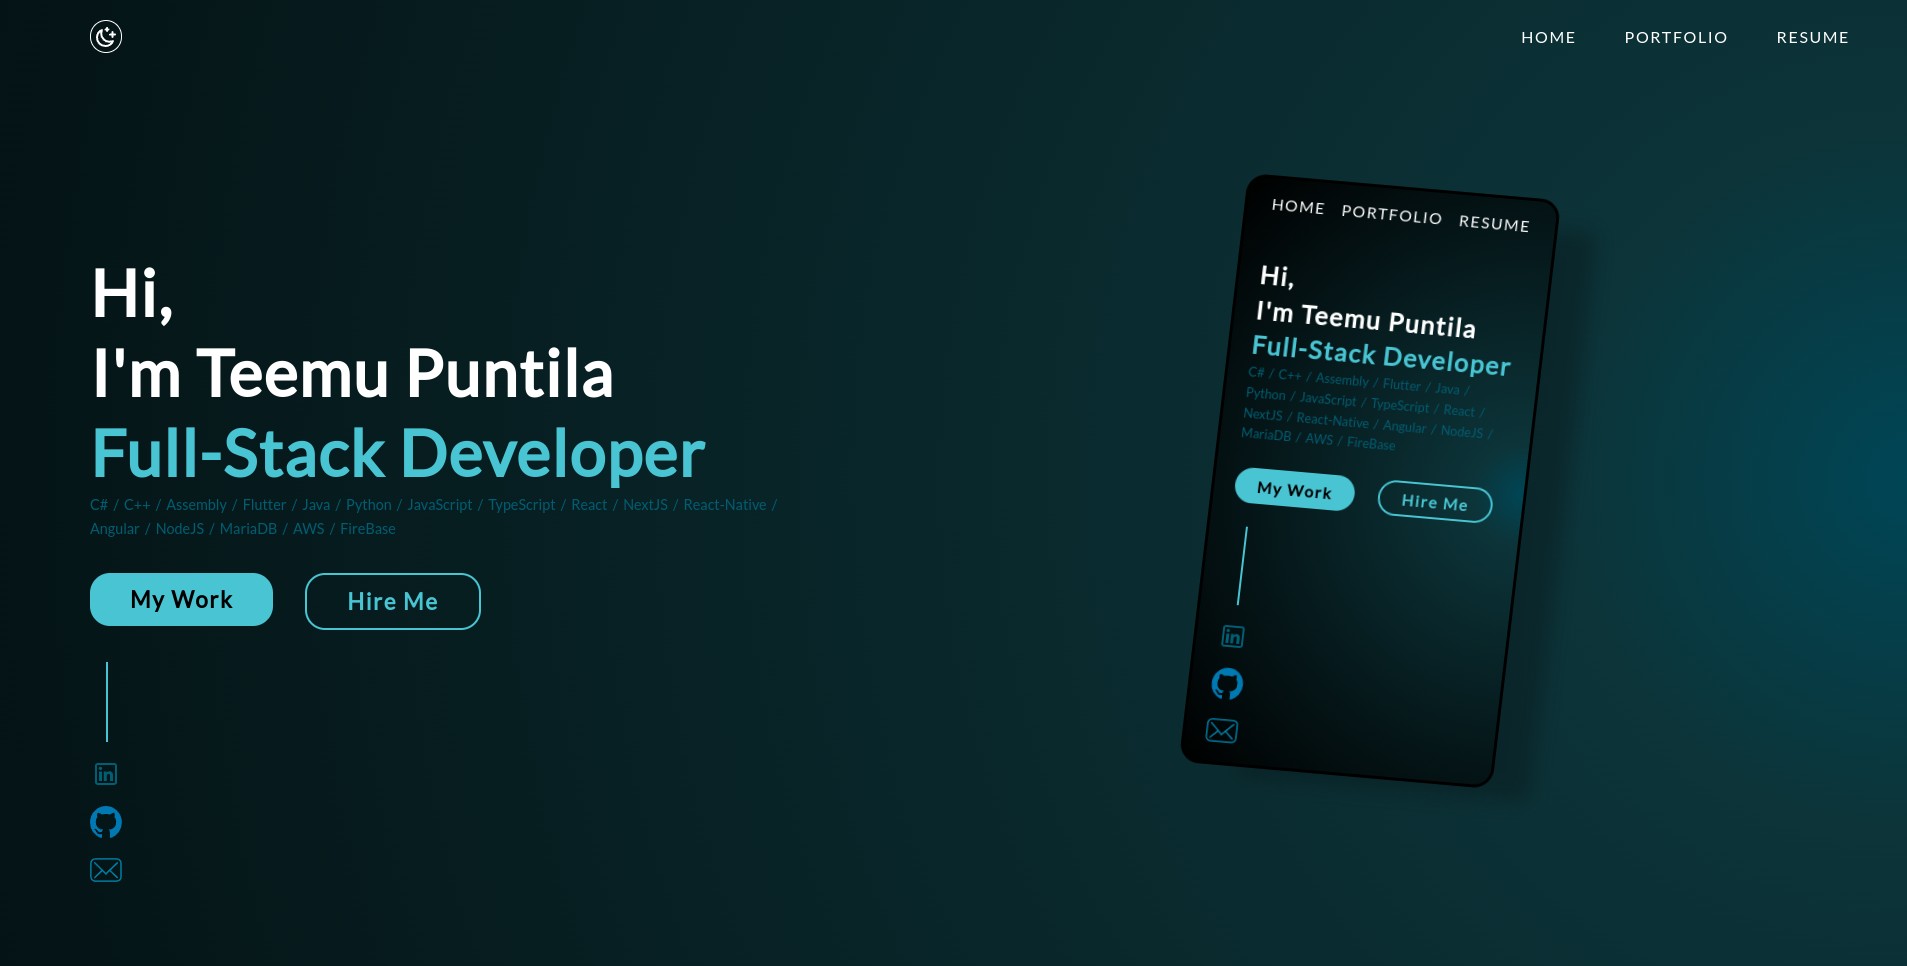 HOME PORTFOLIO RESUME
Hi,
I'm Teemu Puntila
Full-Stack Developer
C# / C++ / Assembly / Flutter / Java / Python / JavaScript / TypeScript / React / NextJS / React-Native /
Angular / NodeJS / MariaDB / AWS / FireBase
My Work Hire Me
in
HOME PORTFOLIO RESUME
Hi,
I'm Teemu Puntila
Full-Stack Developer
C# / C++ / Assembly / Flutter / Java /
Python / JavaScript / TypeScript / React /
NextJS / React-Native / Angular / NodeJS /
MariaDB / AWS / FireBase
My Work Hire Me
in